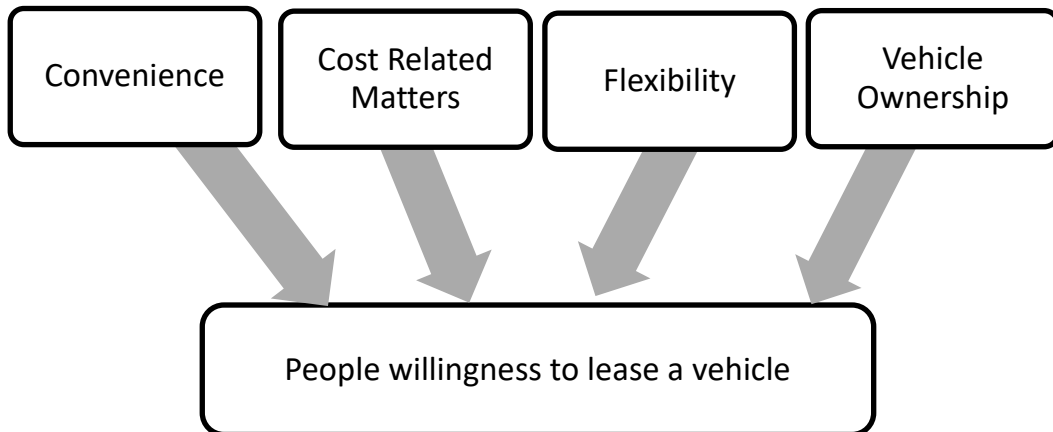 Convenience
Cost Related
Matters
Flexibility
Vehicle
Ownership
People willingness to lease a vehicle